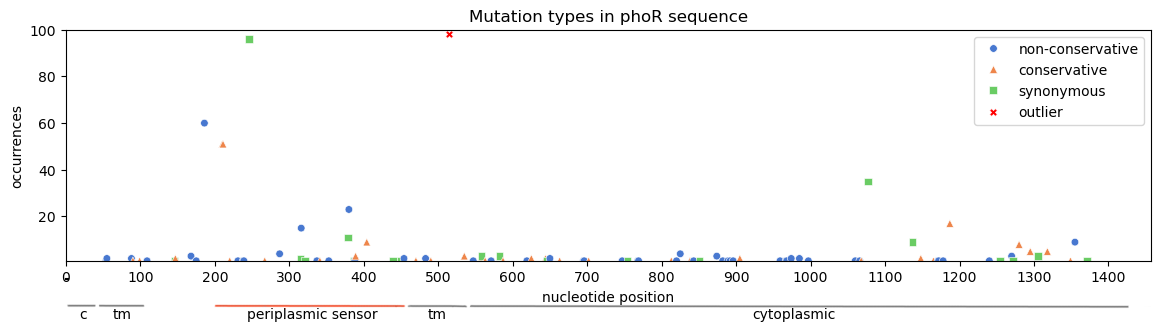 Mutation types in phoR sequence
100
80
60
40
20
occurrences
non-conservative
conservative
synonymous
outlier
0 100 200 300 400 500 600 700 800 900 1000 1100 1200 1300 1400
nucleotide position
c tm periplasmic sensor tm cytoplasmic